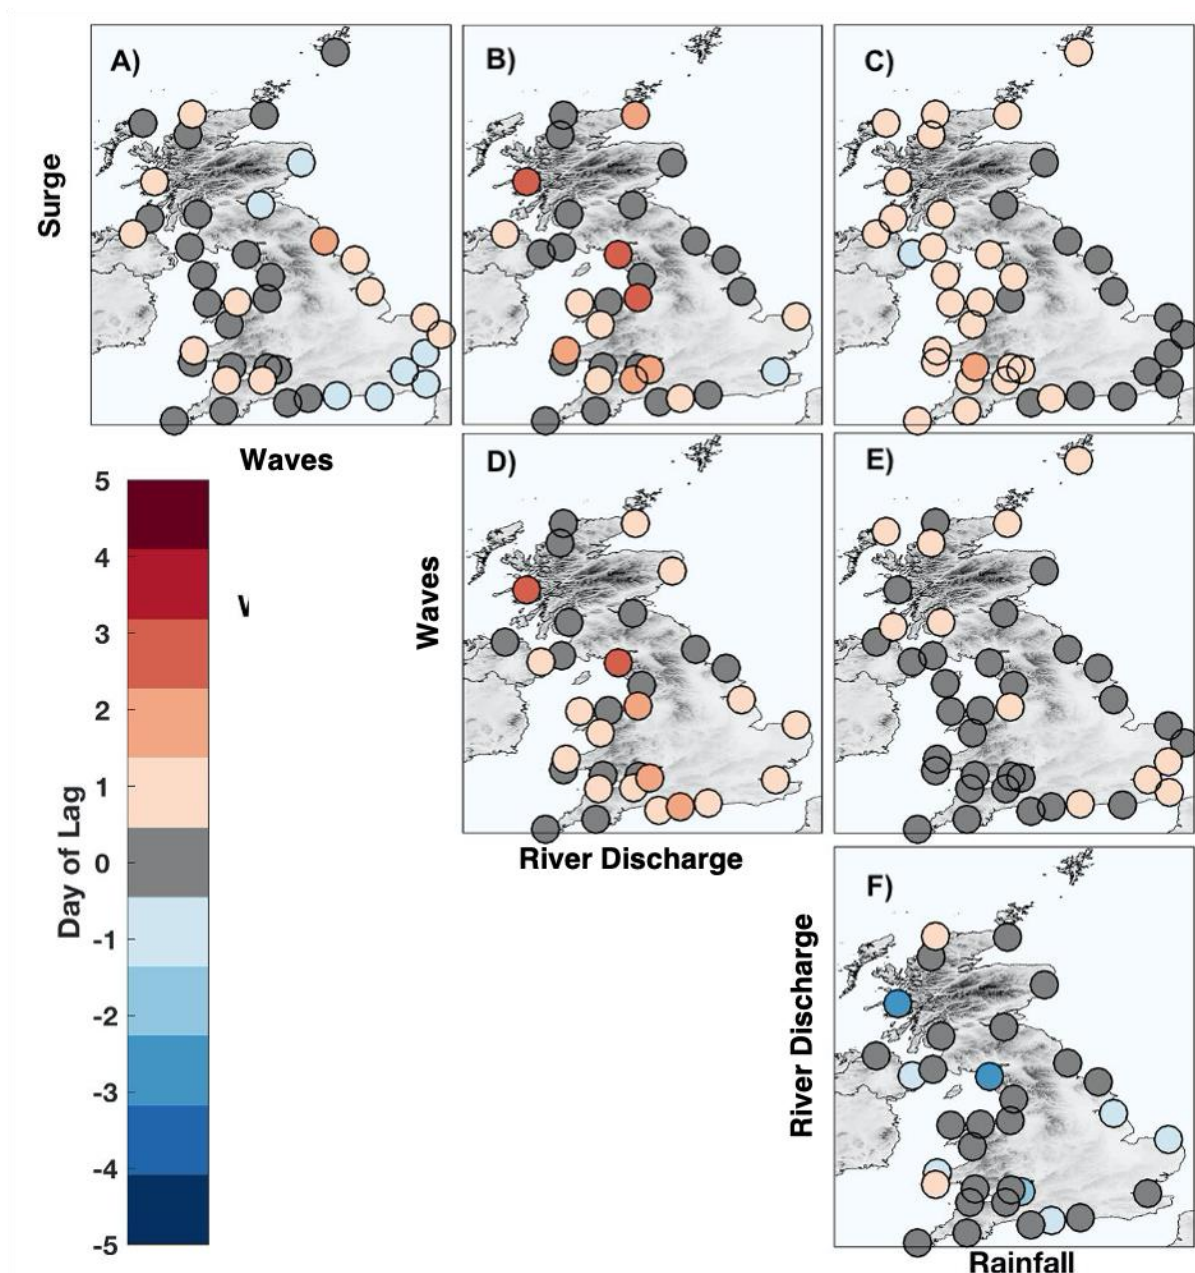 A)
B)
C)
Surge
Waves
D)
E)
Waves
River Discharge
5
4
3
2
1
0
-1
-2
-3
-4
-5
Day of Lag
F)
River Discharge
Rainfall